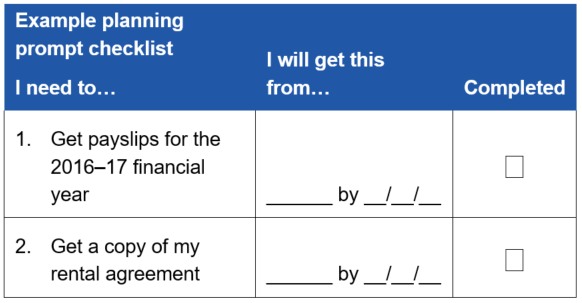 Example planning
prompt checklist
I need to…
I will get this
from…
Completed
1. Get payslips for the
2016–17 financial
year
______ by __/__/__
☐
2. Get a copy of my
rental agreement
______ by __/__/__
☐